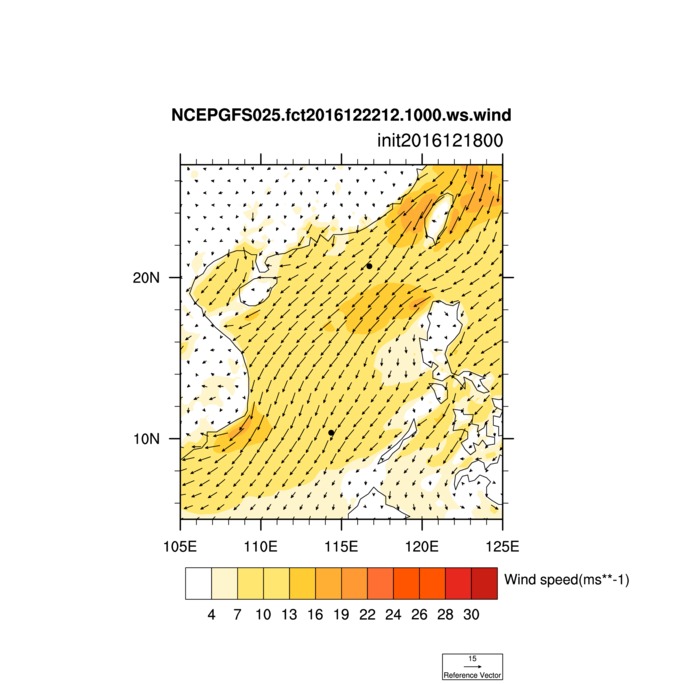 NCEPGFS025.fct2016122212.1000.ws.wind
init2016121800
20N
10N
105E 110E 115E 120E 125E
Wind speed(ms**-1)
4 7 10 13 16 19 22 24 26 28 30
15
Reference Vector